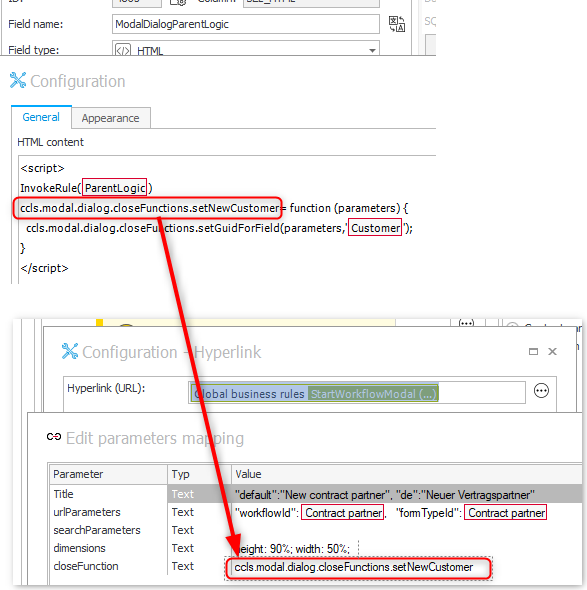 Field name: ModalDialogParentLogic
Field type: HTML
Configuration
General Appearance
HTML content
<script>
InvokeRule( ParentLogic )
ccls.modal.dialog.closeFunctions.setNewCustomer= function (parameters) {
ccls.modal.dialog.closeFunctions.setGuidForField(parameters,' Customer ');
}
</script>
Configuration - Hyperlink
Hyperlink (URL): Global business rules StartWorkflowModal (...)
Edit parameters mapping
Parameter Typ Value
Title Text "default":"New contract partner", "de":"Neuer Vertragspartner"
urlParameters Text "workflowId": Contract partner, "formTypeId": Contract partner
searchParameters Text
dimensions Text height: 90%; width: 50%;
closeFunction Text ccls.modal.dialog.closeFunctions.setNewCustomer